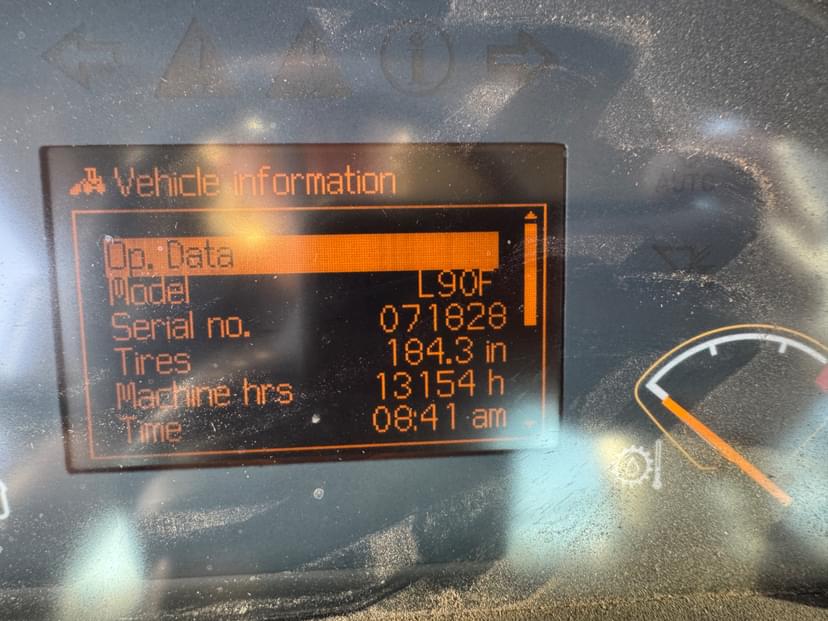 AUTO
Vehicle information
Op. Data
Model L90F
Serial no. 071828
Tires 184.3 in
Machine hrs 13154 h
Time 08:41 am